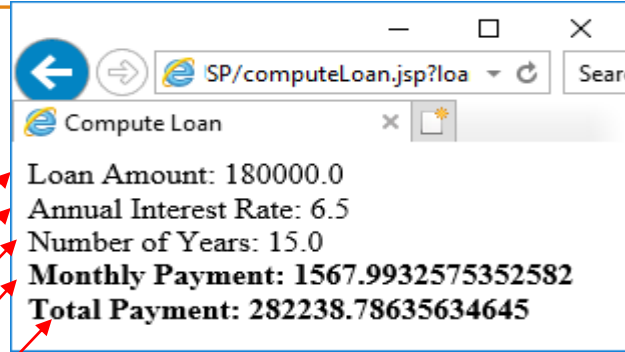 SP/computeLoan.jsp?loa
Sear
Compute Loan
Loan Amount: 180000.0
Annual Interest Rate: 6.5
Number of Years: 15.0
Monthly Payment: 1567.9932575352582
Total Payment: 282238.78635634645